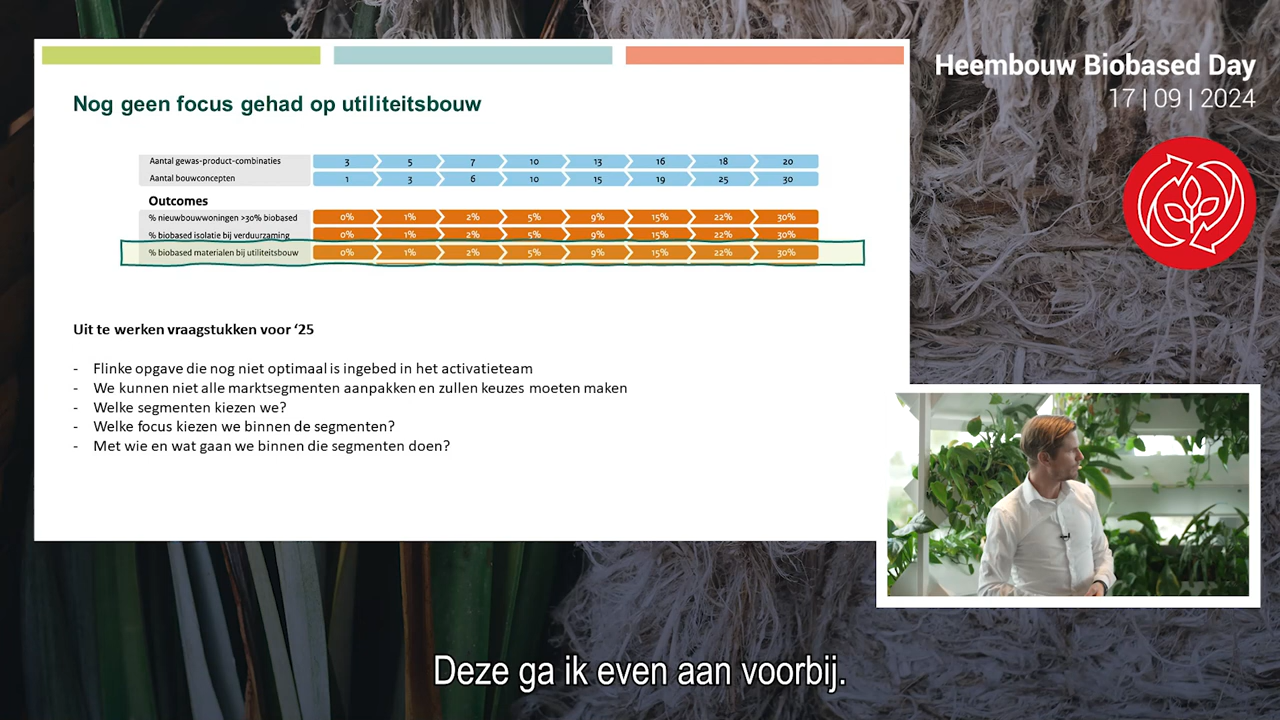 Nog geen focus gehad op utiliteitsbouw
Aantal gewas-product-combinaties 3 5 7 10 13 16 18 20
Aantal bouwconcepten 1 3 6 10 15 19 25 30
Outcomes
% nieuwbouwwoningen >30% biobased 0% 1% 2% 5% 9% 15% 22% 30%
% biobased isolatie bij verduurzaming 0% 1% 2% 5% 9% 15% 22% 30%
% biobased materialen bij utiliteitsbouw 0% 1% 2% 5% 9% 15% 22% 30%
Uit te werken vraagstukken voor ‘25
- Flinke opgave die nog niet optimaal is ingebed in het activatieteam
- We kunnen niet alle marktsegmenten aanpakken en zullen keuzes moeten maken
- Welke segmenten kiezen we?
- Welke focus kiezen we binnen de segmenten?
- Met wie en wat gaan we binnen die segmenten doen?
Heembouw Biobased Day
17 | 09 | 2024
Deze ga ik even aan voorbij.